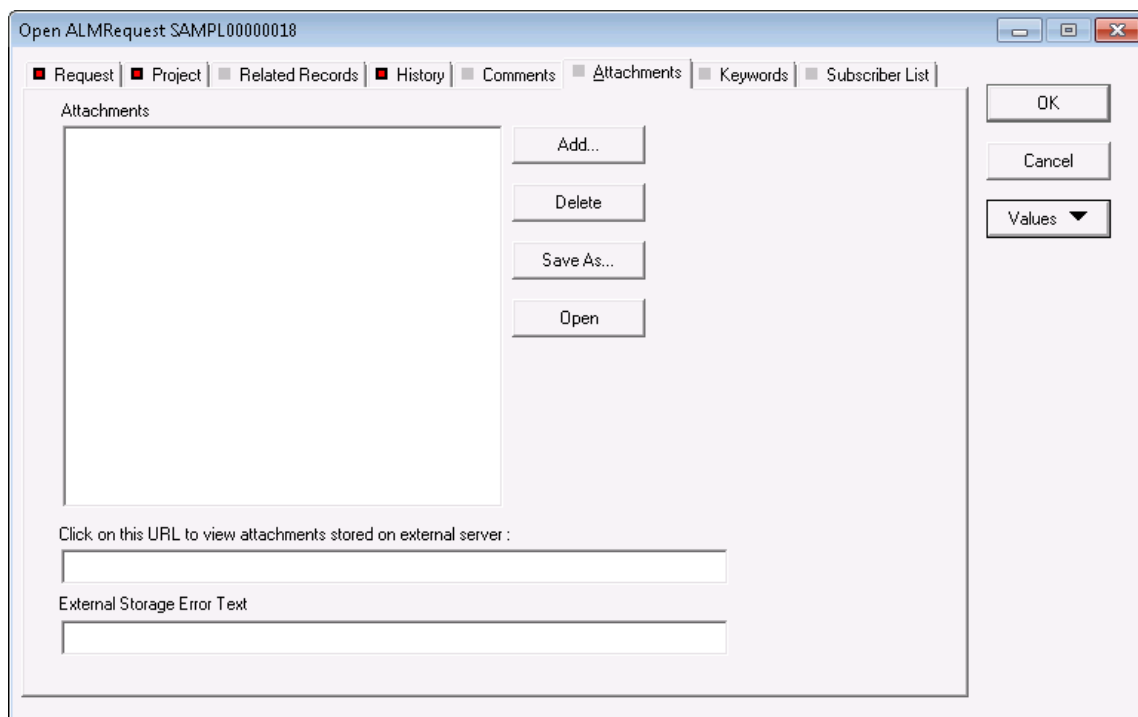 Open ALMRequest SAMPL00000018
Request Project Related Records History Comments Attachments Keywords Subscriber List
Attachments
Add...
Delete
Save As...
Open
OK
Cancel
Values
Click on this URL to view attachments stored on external server :
External Storage Error Text